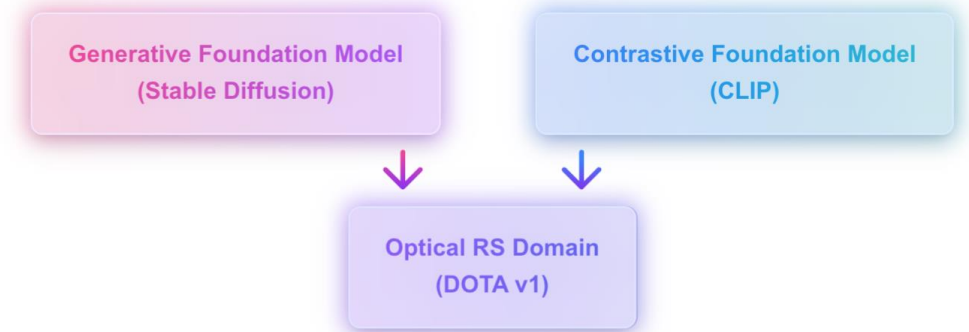 Generative Foundation Model
(Stable Diffusion)
Contrastive Foundation Model
(CLIP)
Optical RS Domain
(DOTA v1)